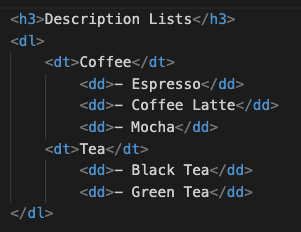 <h3>Description Lists</h3>
<dl>
    <dt>Coffee</dt>
        <dd>- Espresso</dd>
        <dd>- Coffee Latte</dd>
        <dd>- Mocha</dd>
    <dt>Tea</dt>
        <dd>- Black Tea</dd>
        <dd>- Green Tea</dd>
</dl>